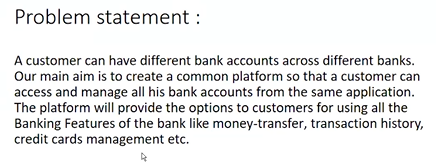 Problem statement :
A customer can have different bank accounts across different banks.
Our main aim is to create a common platform so that a customer can
access and manage all his bank accounts from the same application.
The platform will provide the options to customers for using all the
Banking Features of the bank like money-transfer, transaction history,
credit cards management etc.